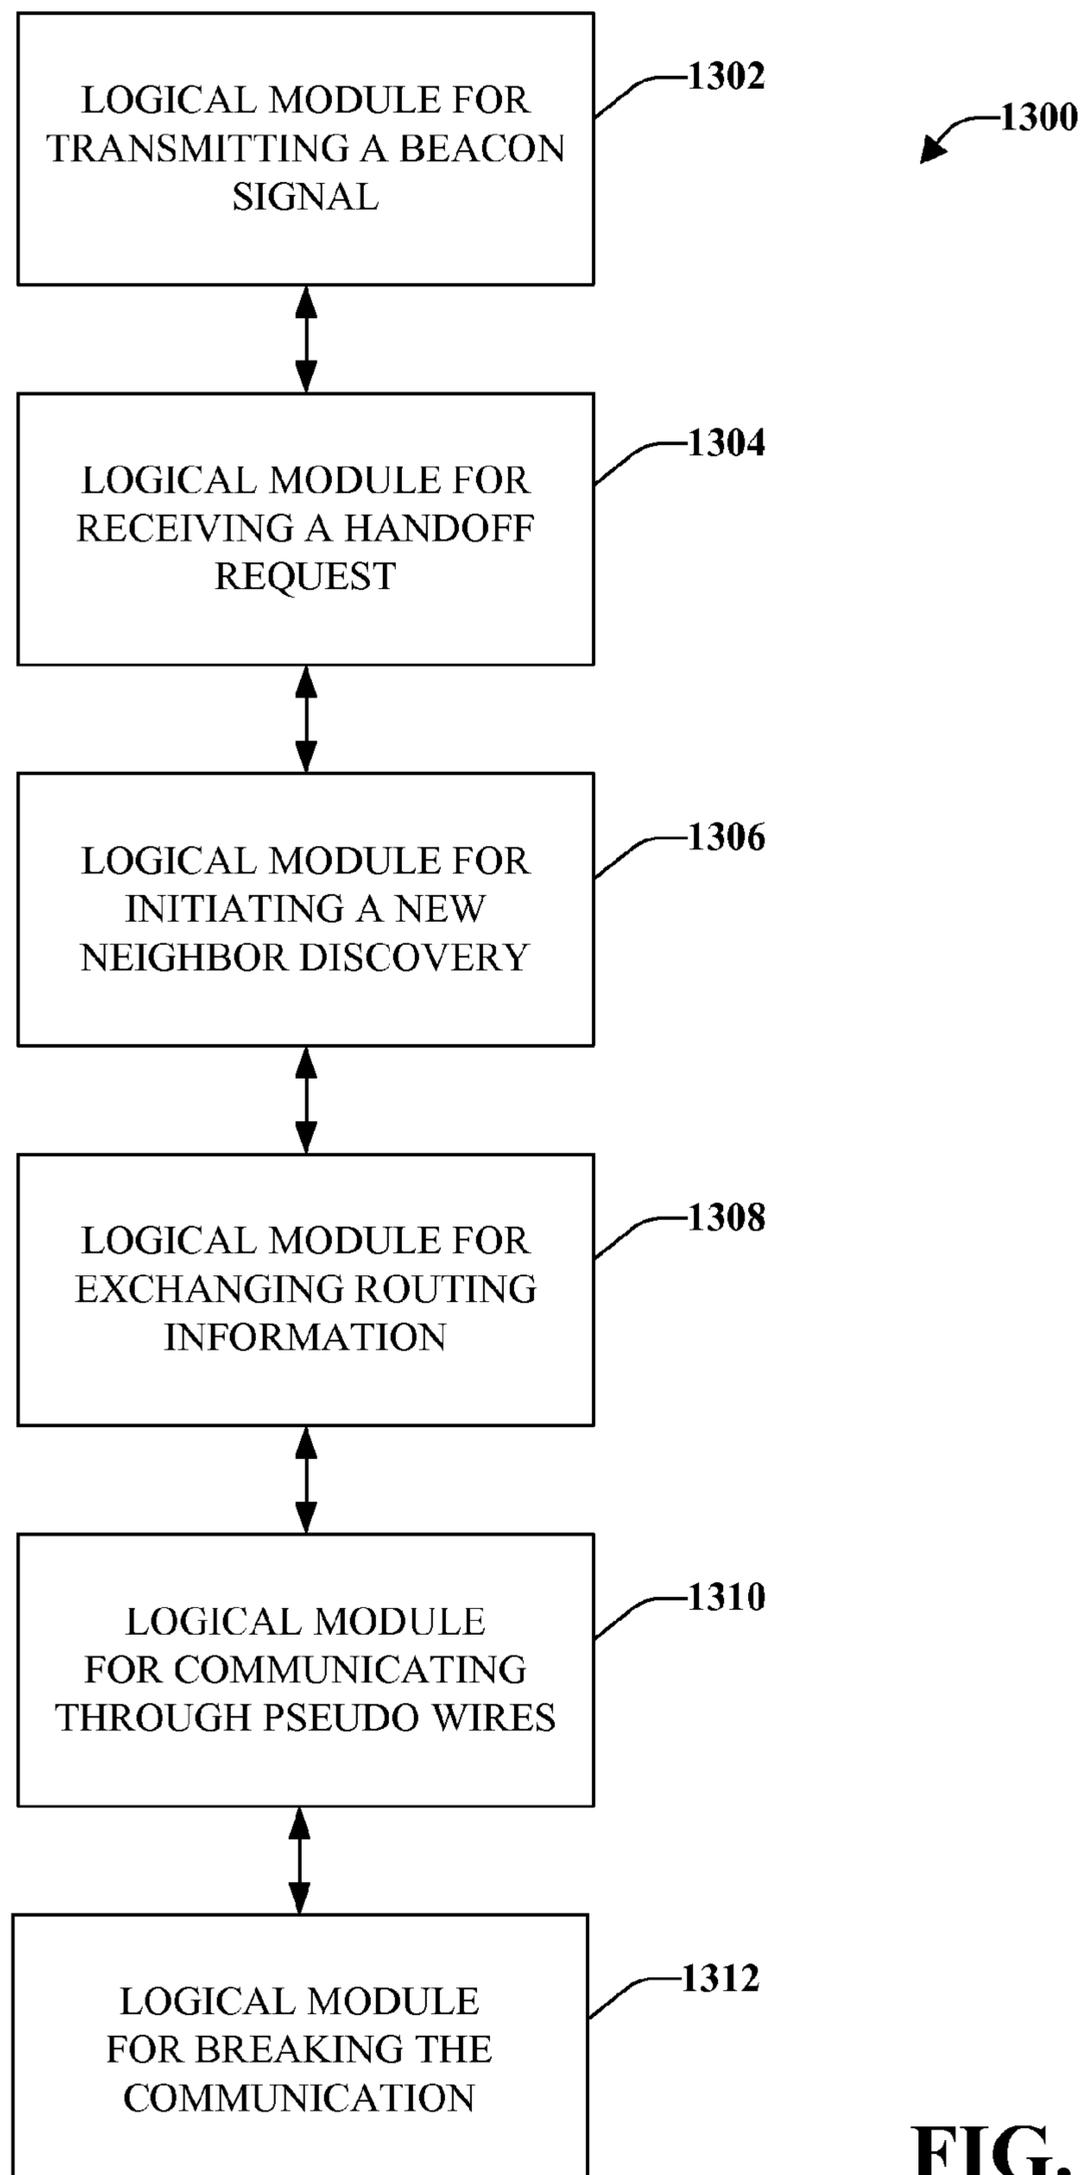 LOGICAL MODULE FOR
TRANSMITTING A BEACON
SIGNAL
1302
1300
LOGICAL MODULE FOR
RECEIVING A HANDOFF
REQUEST
1304
LOGICAL MODULE FOR
INITIATING A NEW
NEIGHBOR DISCOVERY
1306
LOGICAL MODULE FOR
EXCHANGING ROUTING
INFORMATION
1308
LOGICAL MODULE
FOR COMMUNICATING
THROUGH PSEUDO WIRES
1310
LOGICAL MODULE
FOR BREAKING THE
COMMUNICATION
1312
FIG.